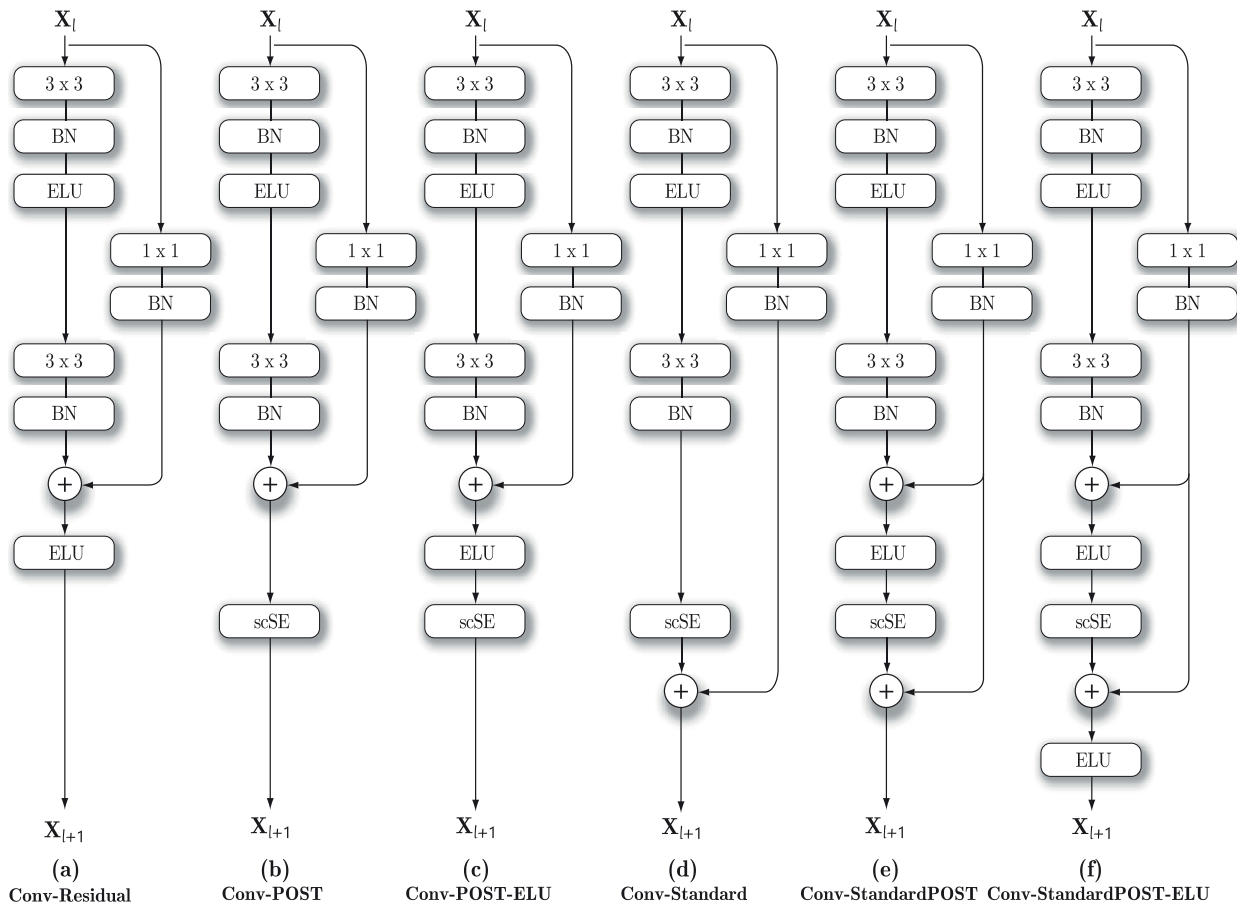 X_l X_l X_l X_l X_l X_l
3 x 3 3 x 3 3 x 3 3 x 3 3 x 3 3 x 3
BN BN BN BN BN BN
ELU ELU ELU ELU ELU ELU
1 x 1 1 x 1 1 x 1 1 x 1 1 x 1 1 x 1
BN BN BN BN BN BN
3 x 3 3 x 3 3 x 3 3 x 3 3 x 3 3 x 3
BN BN BN BN BN BN
+ + + + +
ELU ELU ELU ELU
scSE scSE scSE scSE scSE
+ + +
ELU
X_{l+1} X_{l+1} X_{l+1} X_{l+1} X_{l+1} X_{l+1}
(a) (b) (c) (d) (e) (f)
Conv-Residual Conv-POST Conv-POST-ELU Conv-Standard Conv-StandardPOST Conv-StandardPOST-ELU